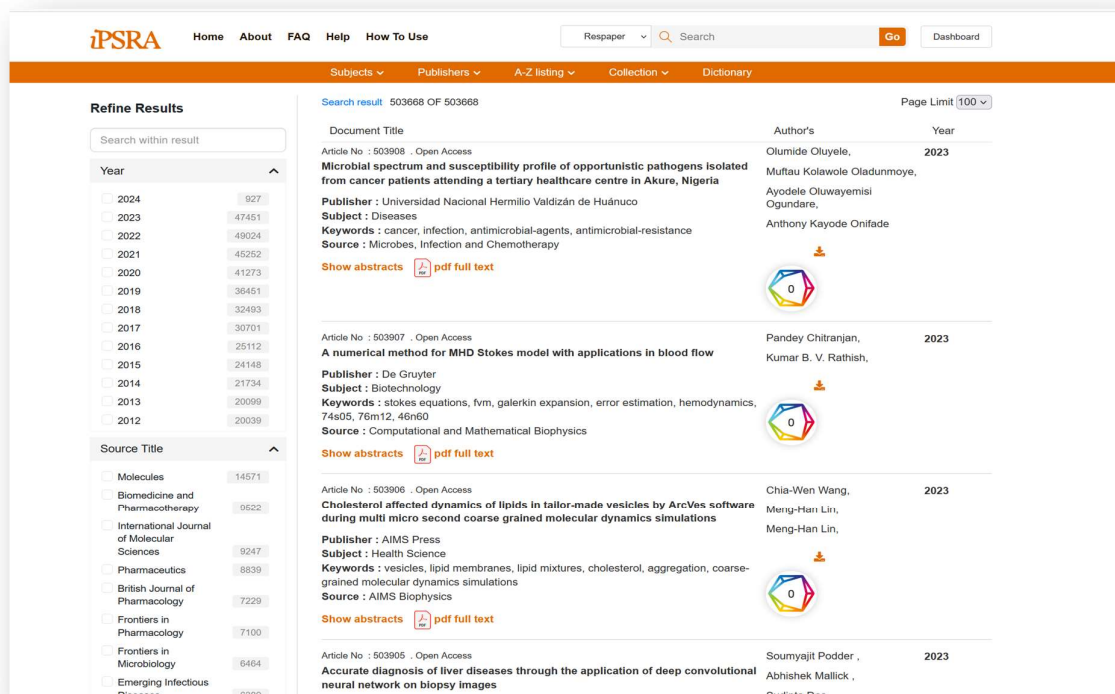 iPSRA
Home About FAQ Help How To Use
Respaper
Search
Go
Dashboard
Subjects Publishers A-Z listing Collection Dictionary
Refine Results
Search within result
Year
2024 927
2023 47451
2022 49024
2021 45252
2020 41273
2019 36451
2018 32493
2017 30701
2016 25112
2015 24148
2014 21734
2013 20099
2012 20039
Source Title
Molecules 14571
Biomedicine and
Pharmacotherapy 9522
International Journal
of Molecular
Sciences 9247
Pharmaceutics 8839
British Journal of
Pharmacology 7229
Frontiers in
Pharmacology 7100
Frontiers in
Microbiology 6464
Emerging Infectious
Search result 503668 OF 503668
Page Limit 100
Document Title Author's Year
Article No : 503908 . Open Access
Microbial spectrum and susceptibility profile of opportunistic pathogens isolated
from cancer patients attending a tertiary healthcare centre in Akure, Nigeria
Publisher : Universidad Nacional Hermilio Valdizán de Huánuco
Subject : Diseases
Keywords : cancer, infection, antimicrobial-agents, antimicrobial-resistance
Source : Microbes, Infection and Chemotherapy
Show abstracts PDF pdf full text
Olumide Oluyele,
Muftau Kolawole Oladunmoye,
Ayodele Oluwayemisi
Ogundare,
Anthony Kayode Onifade
0
2023
Article No : 503907 . Open Access
A numerical method for MHD Stokes model with applications in blood flow
Publisher : De Gruyter
Subject : Biotechnology
Keywords : stokes equations, fvm, galerkin expansion, error estimation, hemodynamics,
74s05, 76m12, 46n60
Source : Computational and Mathematical Biophysics
Show abstracts PDF pdf full text
Pandey Chitranjan,
Kumar B. V. Rathish,
0
2023
Article No : 503906 . Open Access
Cholesterol affected dynamics of lipids in tailor-made vesicles by ArcVes software
during multi micro second coarse grained molecular dynamics simulations
Publisher : AIMS Press
Subject : Health Science
Keywords : vesicles, lipid membranes, lipid mixtures, cholesterol, aggregation, coarse-
grained molecular dynamics simulations
Source : AIMS Biophysics
Show abstracts PDF pdf full text
Chia-Wen Wang,
Meng-Han Lin,
Meng-Han Lin,
0
2023
Article No : 503905 . Open Access
Accurate diagnosis of liver diseases through the application of deep convolutional
neural network on biopsy images
Soumyajit Podder ,
Abhishek Mallick ,
2023